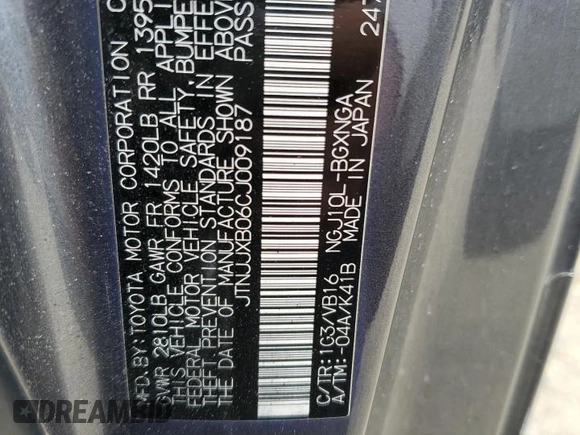 MFD.BY:TOYOTA MOTOR CORPORATION
GVWR 2810LB GAWR FR 1420LB RR 1395
THIS VEHICLE CONFORMS TO ALL APPLI
FEDERAL MOTOR VEHICLE SAFETY,BUMPE
THEFT PREVENTION STANDARDS IN EFFE
THE DATE OF MANUFACTURE SHOWN ABOV
JTNJJXB06CJ009187 PASS
C/TR:1G3/VB16 NGJ10L-BGXNGA 247
A/TM:-04A/K41B MADE IN JAPAN
DREAMBID